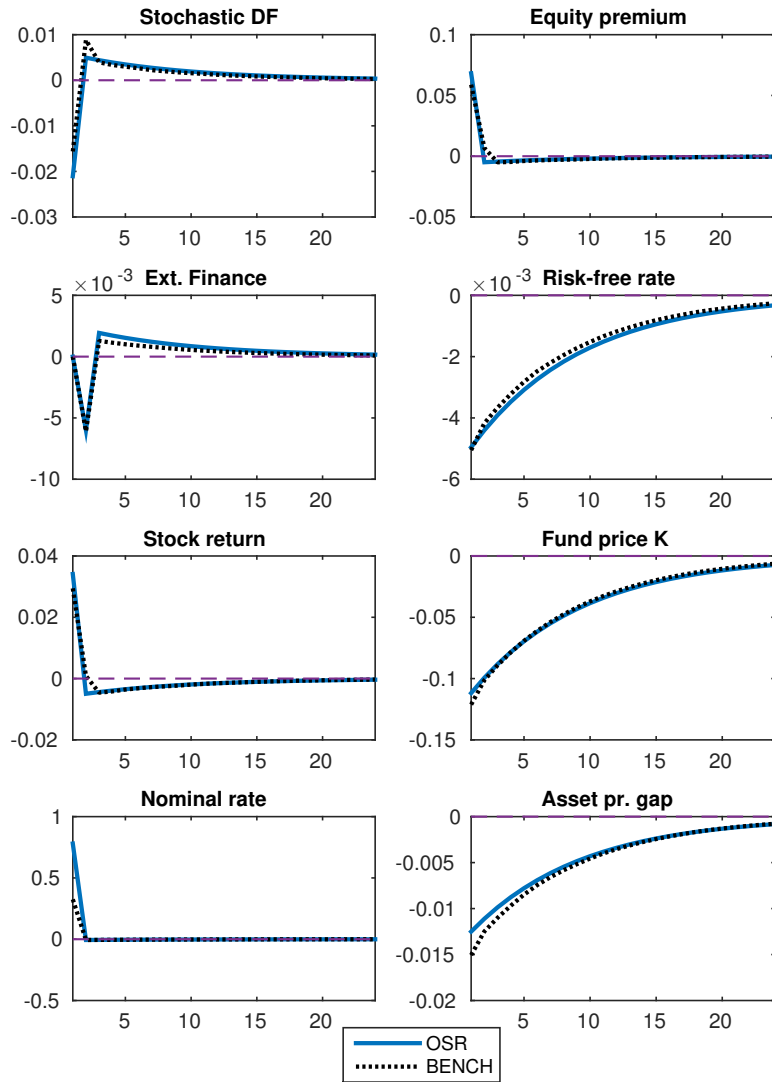 Stochastic DF
0.01
0
-0.01
-0.02
-0.03
5 10 15 20
Equity premium
0.1
0.05
0
-0.05
5 10 15 20
Ext. Finance
×10 -3
5
0
-5
-10
5 10 15 20
Risk-free rate
×10 -3
0
-2
-4
-6
5 10 15 20
Stock return
0.04
0.02
0
-0.02
5 10 15 20
Fund price K
0
-0.05
-0.1
-0.15
5 10 15 20
Nominal rate
1
0.5
0
-0.5
5 10 15 20
Asset pr. gap
0
-0.005
-0.01
-0.015
-0.02
5 10 15 20
OSR
BENCH